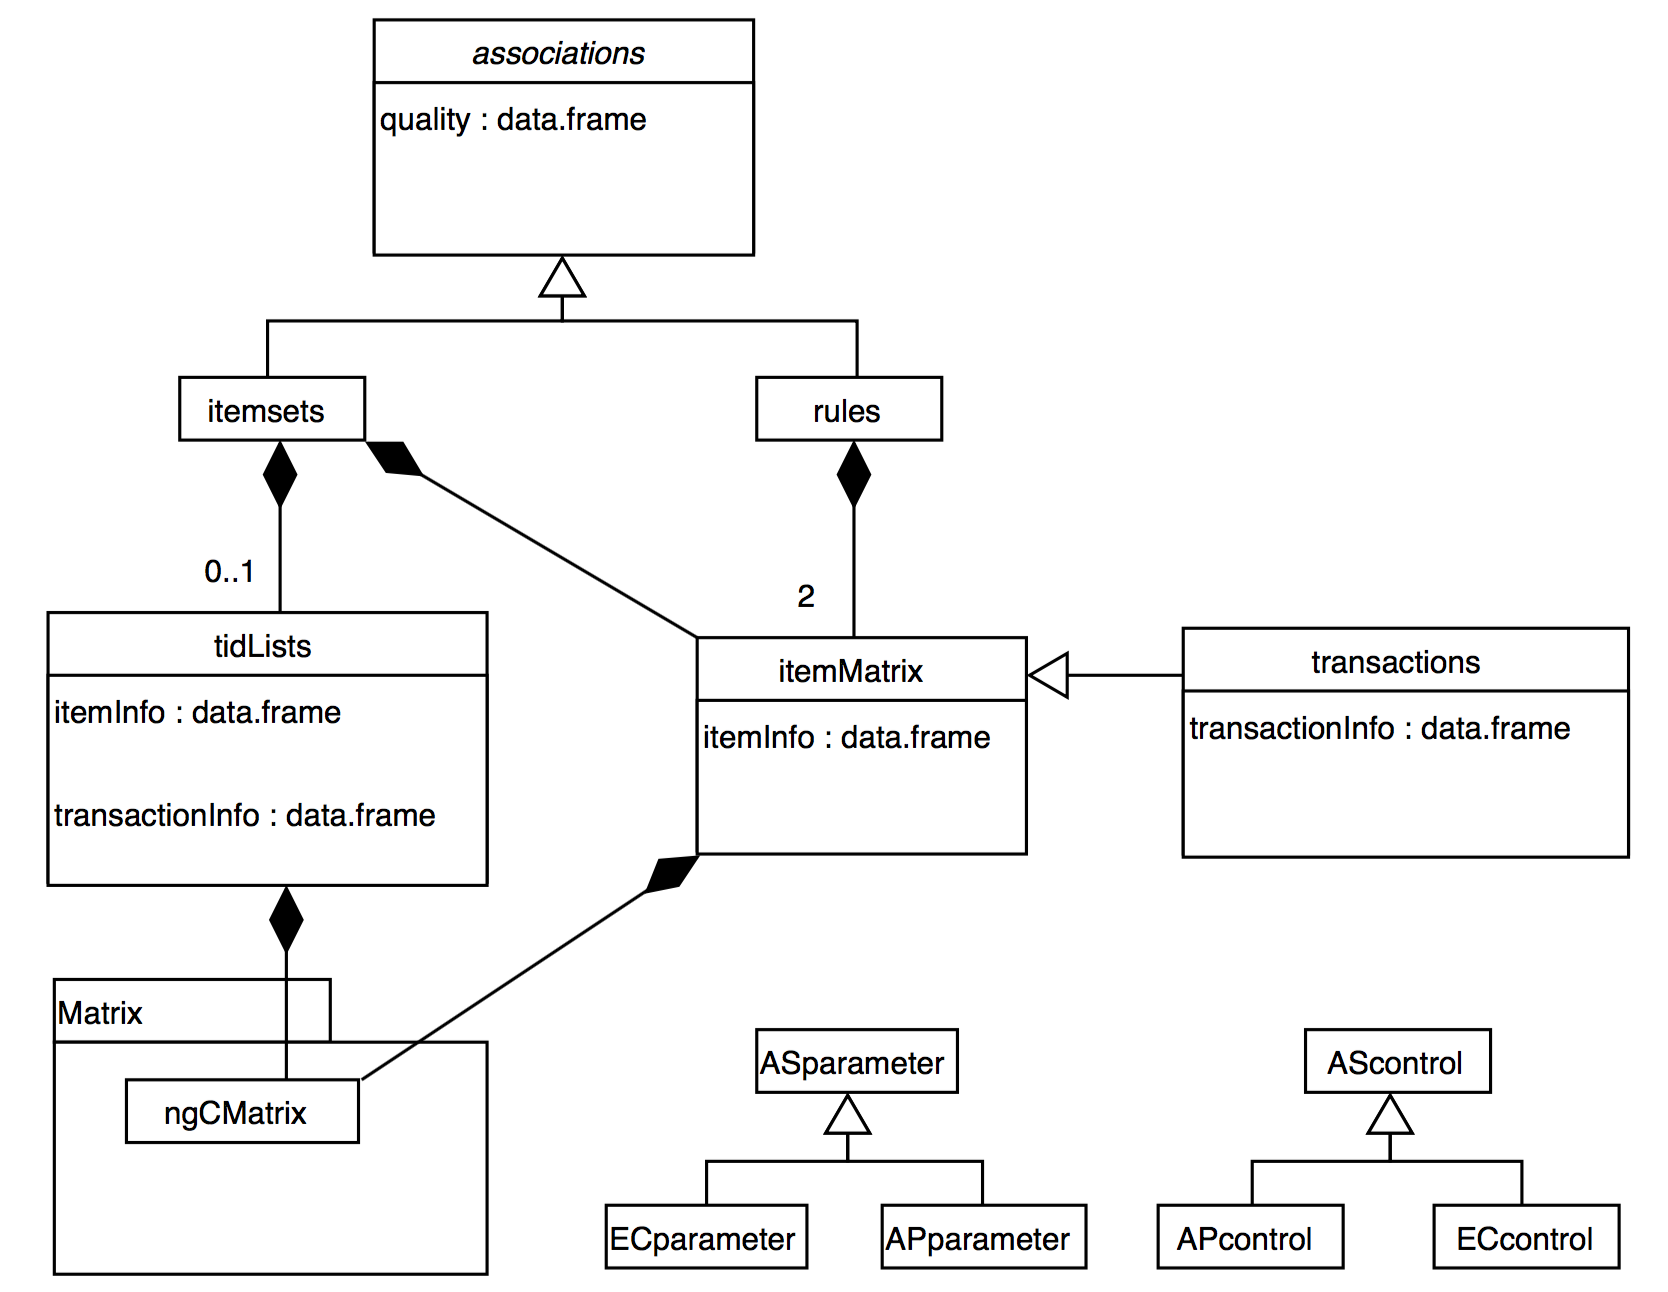 associations
quality : data.frame
itemsets
rules
0..1
2
tidLists
itemInfo : data.frame
transactionInfo : data.frame
itemMatrix
itemInfo : data.frame
transactions
transactionInfo : data.frame
Matrix
ngCMatrix
ASparameter
AScontrol
ECparameter
APparameter
APcontrol
ECcontrol